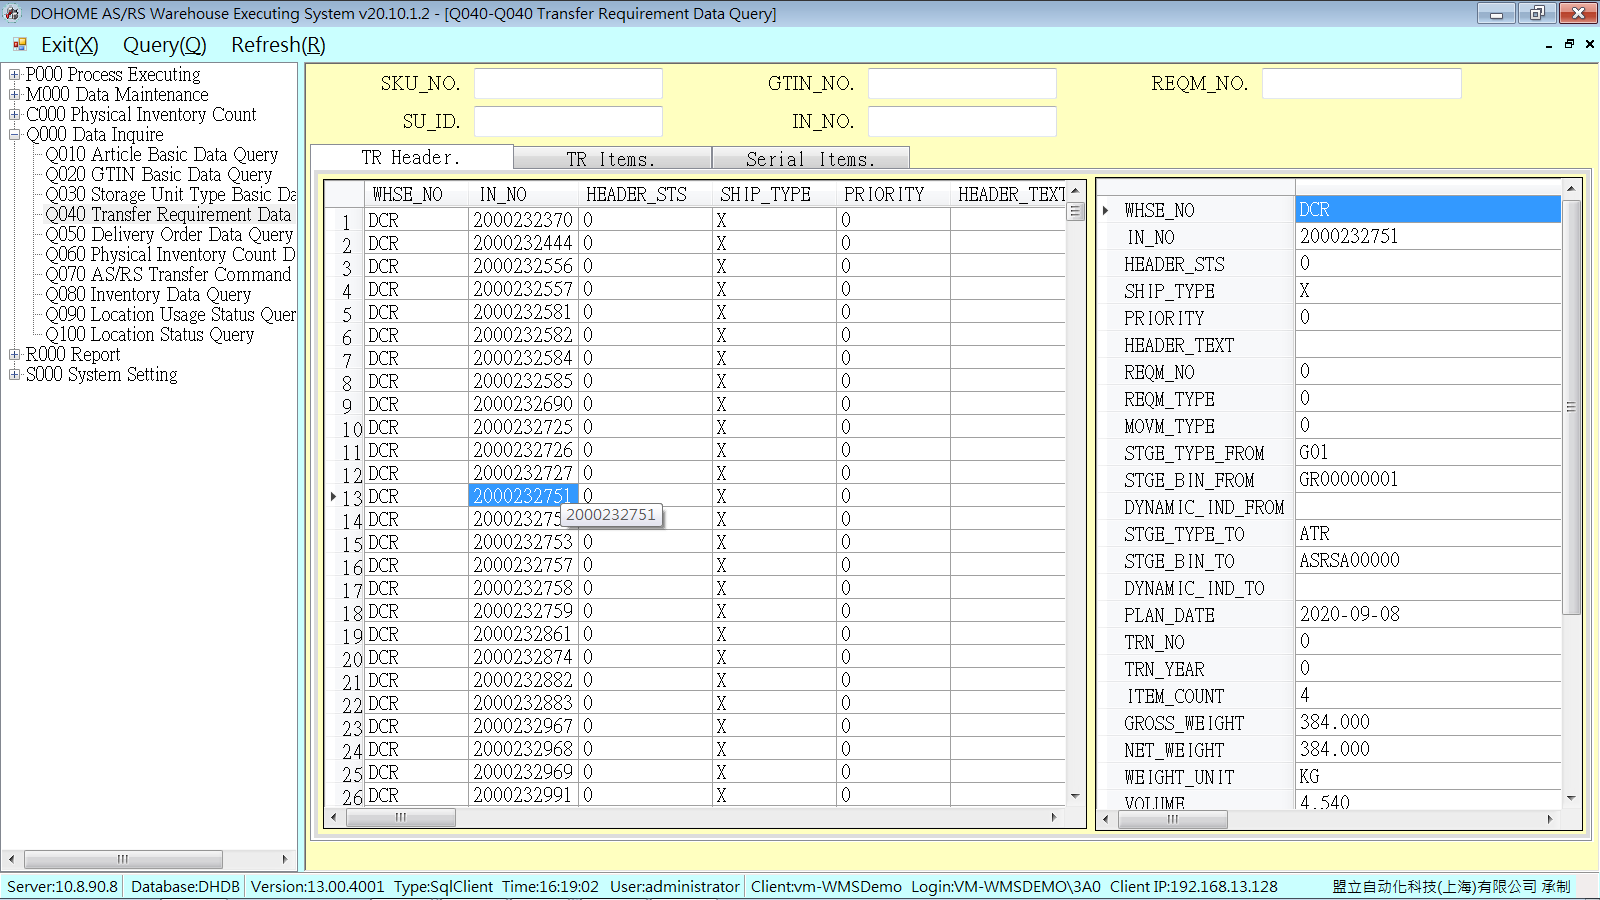 DOHOME AS/RS Warehouse Executing System v20.10.1.2 - [Q040-Q040 Transfer Requirement Data Query]
Exit(X) Query(Q) Refresh(R)
P000 Process Executing
M000 Data Maintenance
C000 Physical Inventory Count
Q000 Data Inquire
Q010 Article Basic Data Query
Q020 GTIN Basic Data Query
Q030 Storage Unit Type Basic Da
Q040 Transfer Requirement Data
Q050 Delivery Order Data Query
Q060 Physical Inventory Count D
Q070 AS/RS Transfer Command
Q080 Inventory Data Query
Q090 Location Usage Status Quer
Q100 Location Status Query
R000 Report
S000 System Setting
SKU_NO. GTIN_NO. REQM_NO.
SU_ID. IN_NO.
TR Header. TR Items. Serial Items.
WHSE_NO IN_NO HEADER_STS SHIP_TYPE PRIORITY HEADER_TEXT
1 DCR 2000232370 0 X 0
2 DCR 2000232444 0 X 0
3 DCR 2000232556 0 X 0
4 DCR 2000232557 0 X 0
5 DCR 2000232581 0 X 0
6 DCR 2000232582 0 X 0
7 DCR 2000232584 0 X 0
8 DCR 2000232585 0 X 0
9 DCR 2000232690 0 X 0
10 DCR 2000232725 0 X 0
11 DCR 2000232726 0 X 0
12 DCR 2000232727 0 X 0
13 DCR 2000232751 0 X 0
2000232751
14 DCR 200023275 X 0
15 DCR 2000232753 0 X 0
16 DCR 2000232757 0 X 0
17 DCR 2000232758 0 X 0
18 DCR 2000232759 0 X 0
19 DCR 2000232861 0 X 0
20 DCR 2000232874 0 X 0
21 DCR 2000232882 0 X 0
22 DCR 2000232883 0 X 0
23 DCR 2000232967 0 X 0
24 DCR 2000232968 0 X 0
25 DCR 2000232969 0 X 0
26 DCR 2000232991 0 X 0
WHSE_NO DCR
IN_NO 2000232751
HEADER_STS 0
SHIP_TYPE X
PRIORITY 0
HEADER_TEXT
REQM_NO 0
REQM_TYPE 0
MOVM_TYPE 0
STGE_TYPE_FROM G01
STGE_BIN_FROM GR00000001
DYNAMIC_IND_FROM
STGE_TYPE_TO ATR
STGE_BIN_TO ASRSA00000
DYNAMIC_IND_TO
PLAN_DATE 2020-09-08
TRN_NO 0
TRN_YEAR 0
ITEM_COUNT 4
GROSS_WEIGHT 384.000
NET_WEIGHT 384.000
WEIGHT_UNIT KG
VOLUME 4.540
Server:10.8.90.8 Database:DHDB Version:13.00.4001 Type:SqlClient Time:16:19:02 User:administrator Client:vm-WMSDemo Login:VM-WMSDEMO\3A0 Client IP:192.168.13.128 盟立自动化科技(上海)有限公司 承制